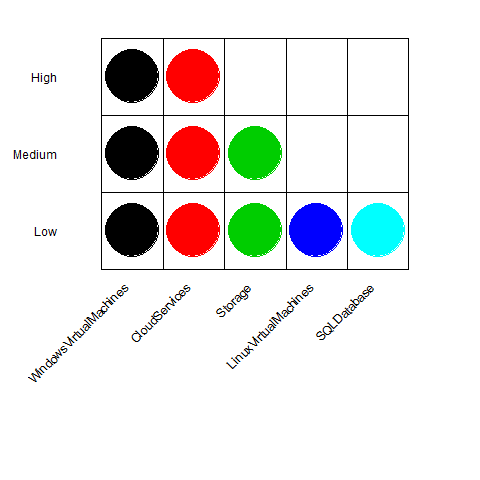 High
Medium
Low
WindowsVirtualMachines
CloudServices
Storage
LinuxVirtualMachines
SQLDatabase